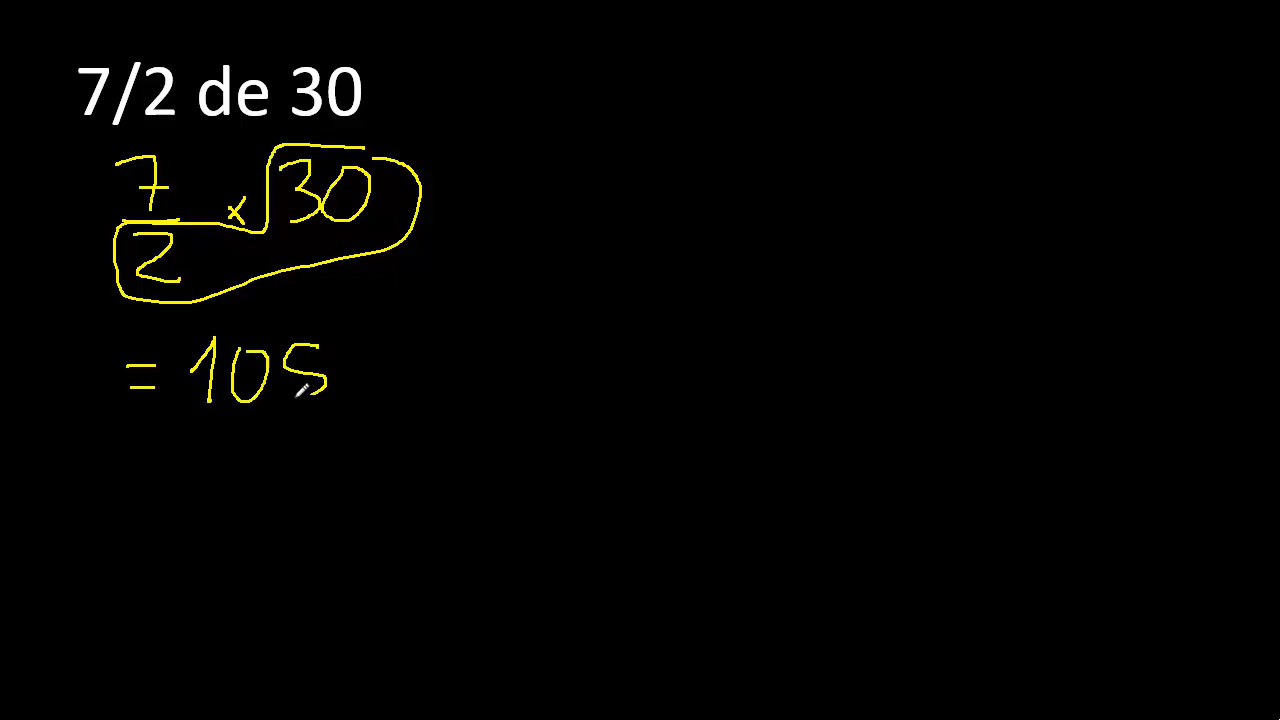 7/2 de 30
7/2 × 30
= 105